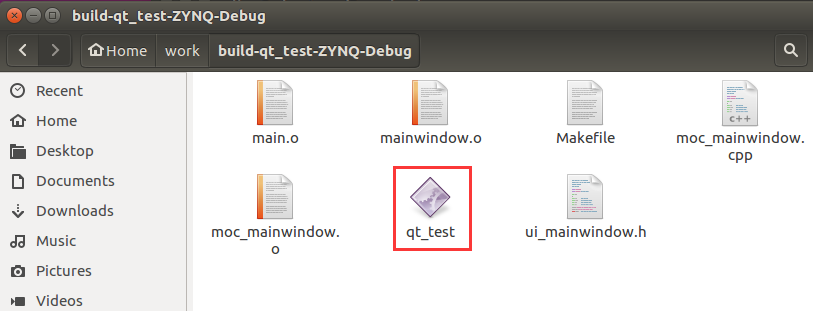 build-qt_test-ZYNQ-Debug
Home work build-qt_test-ZYNQ-Debug
Recent
Home
Desktop
Documents
Downloads
Music
Pictures
Videos
main.o
mainwindow.o
Makefile
c++
moc_mainwindow.
cpp
moc_mainwindow.
o
qt_test
ui_mainwindow.h